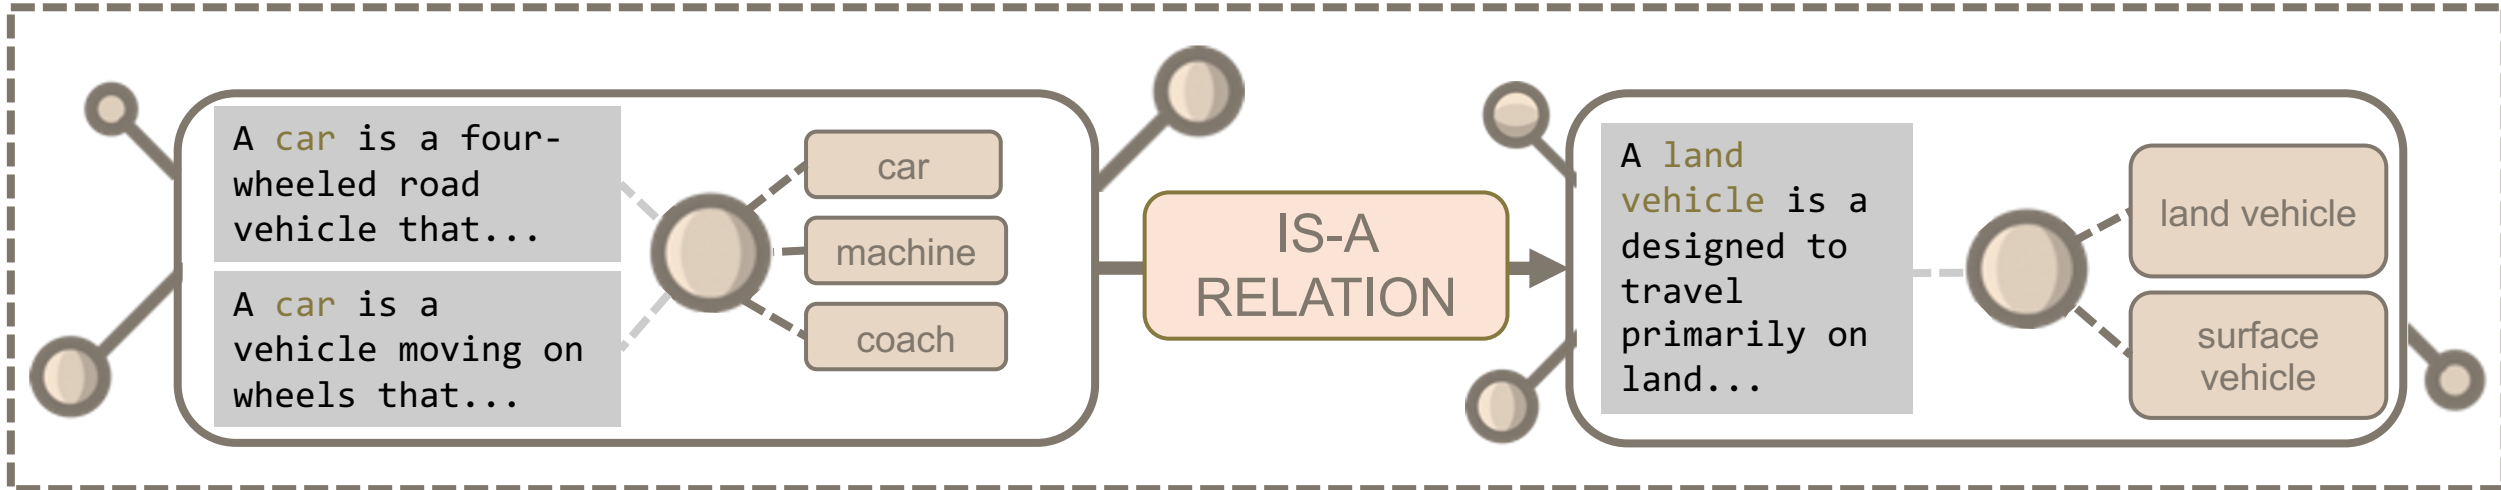 A car is a four-
wheeled road
vehicle that...
A car is a
vehicle moving on
wheels that...
car
machine
coach
IS-A
RELATION
A land
vehicle is a
designed to
travel
primarily on
land...
land vehicle
surface
vehicle